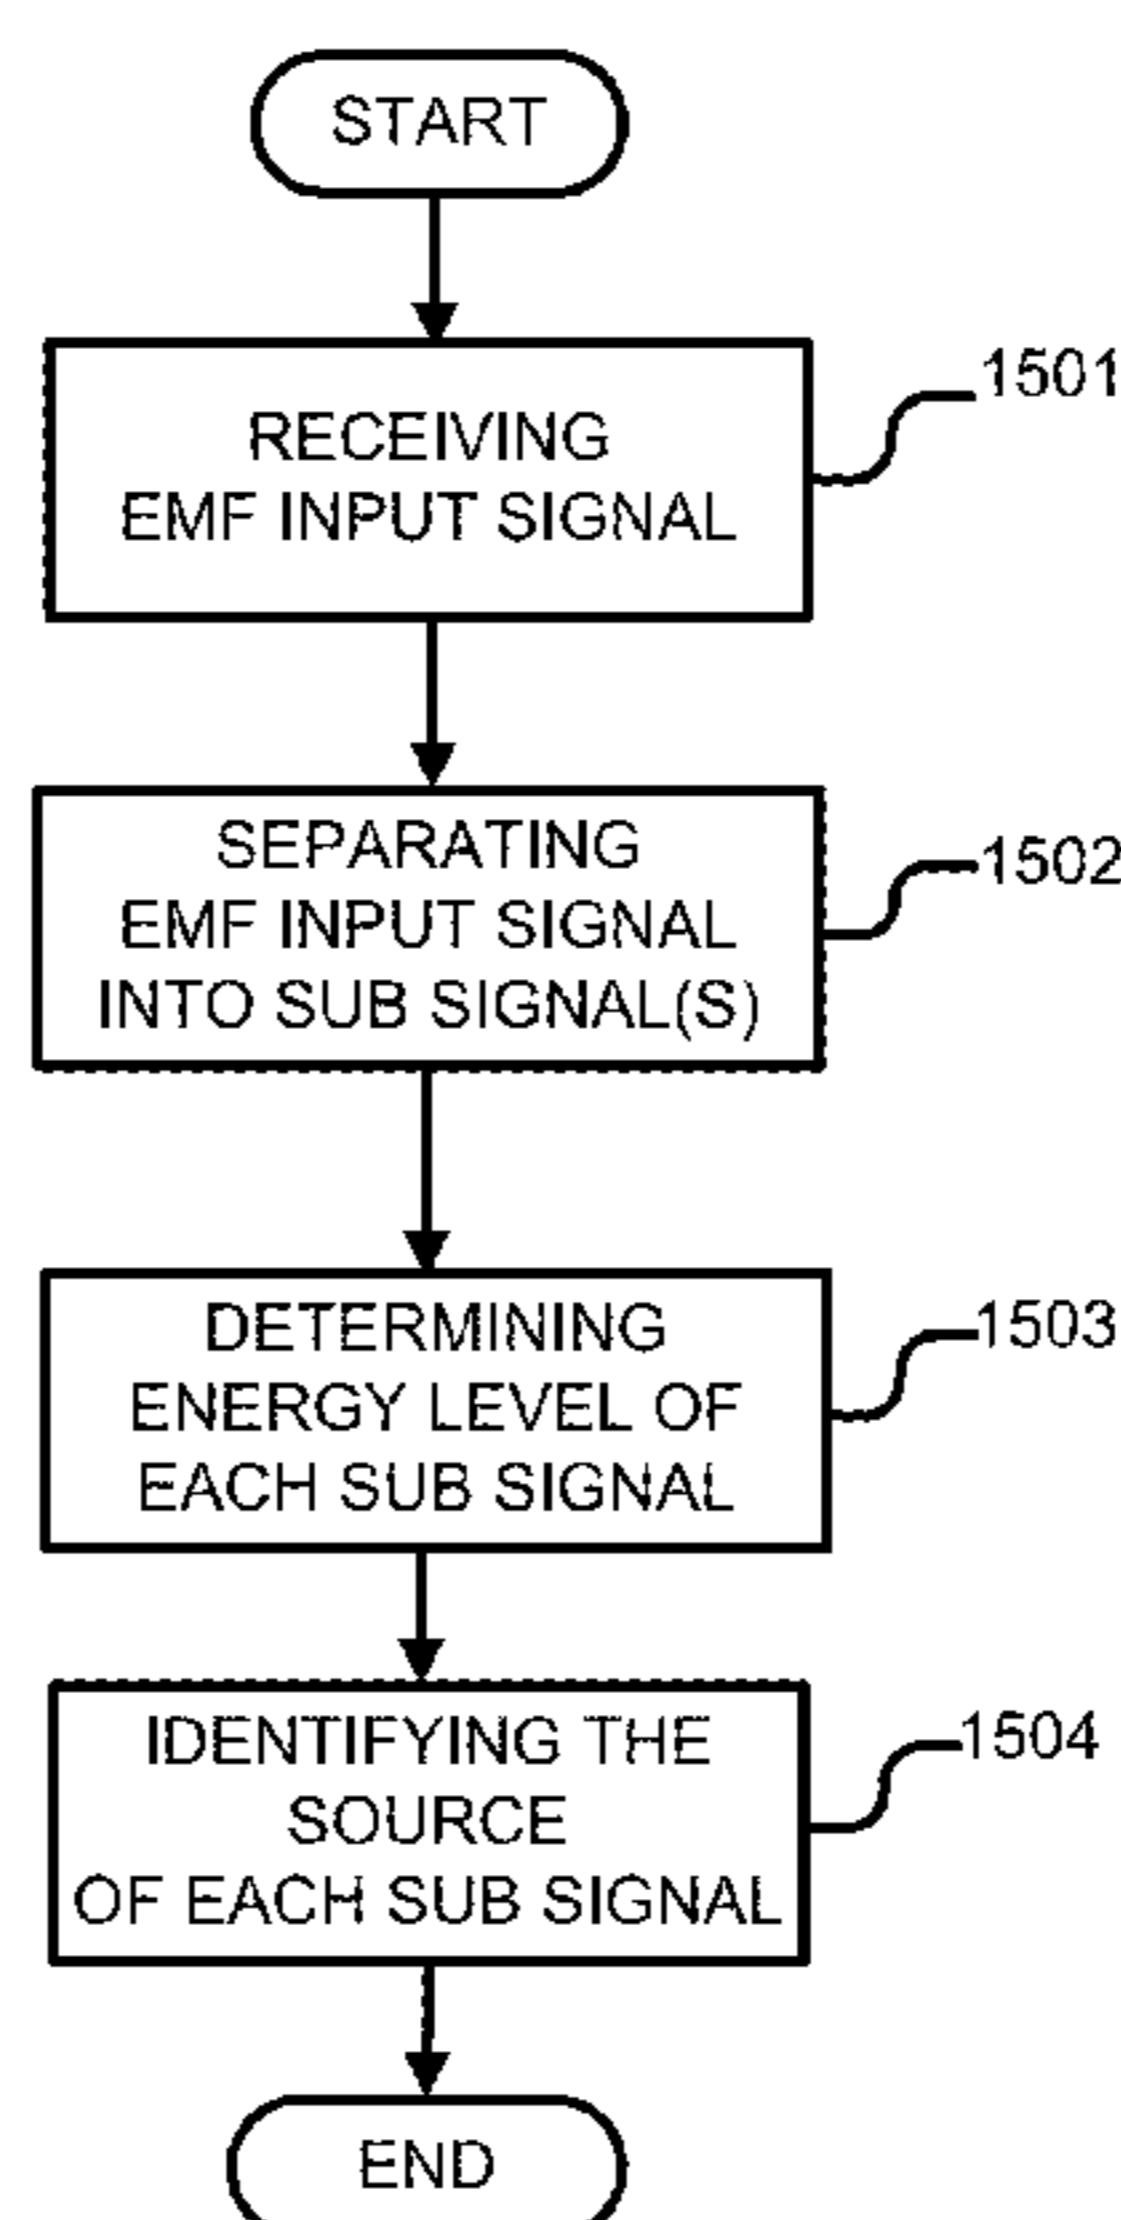 START
RECEIVING
EMF INPUT SIGNAL
1501
SEPARATING
EMF INPUT SIGNAL
INTO SUB SIGNAL(S)
1502
DETERMINING
ENERGY LEVEL OF
EACH SUB SIGNAL
1503
IDENTIFYING THE
SOURCE
OF EACH SUB SIGNAL
1504
END